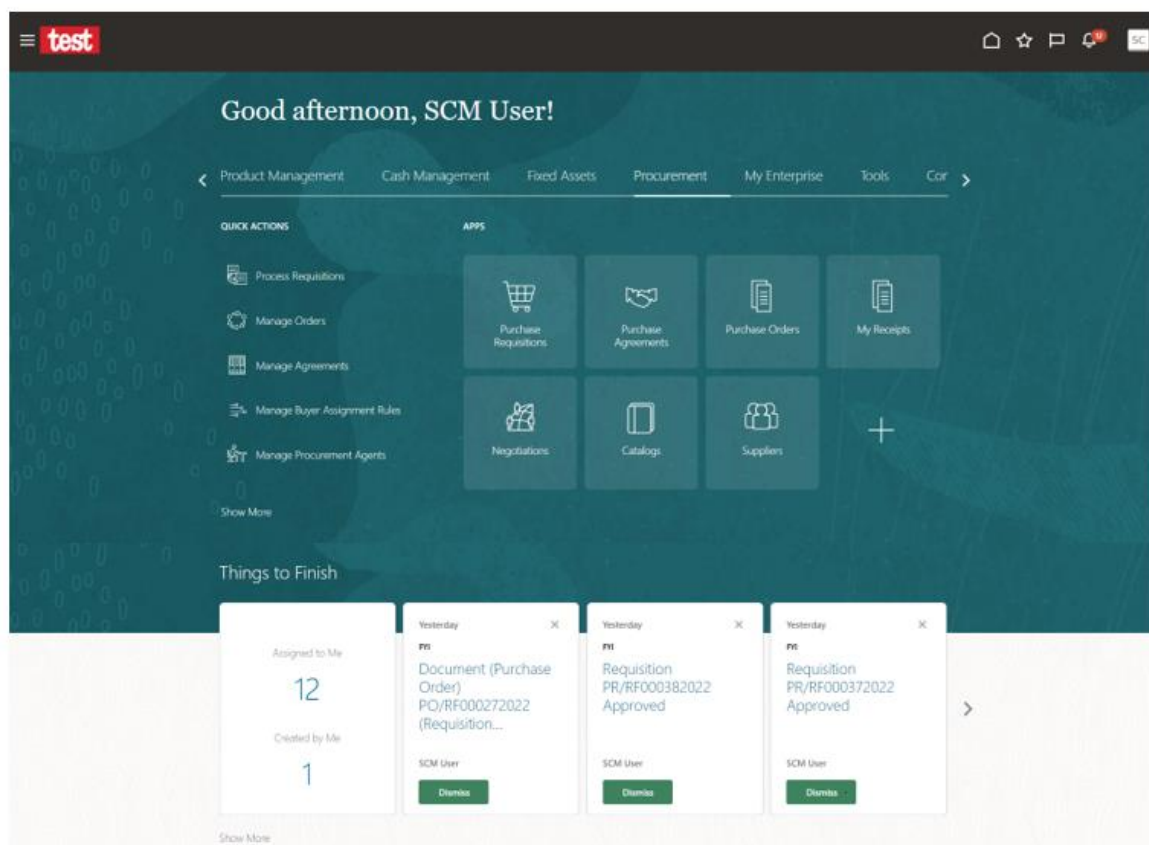 test
12
SC
Good afternoon, SCM User!
Product Management
Cash Management
Fixed Assets
Procurement
My Enterprise
Tools
Cor
QUICK ACTIONS
APPS
Process Requisitions
Manage Orders
Manage Agreements
Manage Buyer Assignment Rules
Manage Procurement Agents
Show More
Purchase
Requisitions
Purchase
Agreements
Purchase Orders
My Receipts
Negotiations
Catalogs
Suppliers
Things to Finish
Assigned to Me
12
Created by Me
1
Yesterday
FYI
Document (Purchase
Order)
PO/RF000272022
(Requisition...
SCM User
Dismiss
Yesterday
FYI
Requisition
PR/RF000382022
Approved
SCM User
Dismiss
Yesterday
FYI
Requisition
PR/RF000372022
Approved
SCM User
Dismiss
Show More